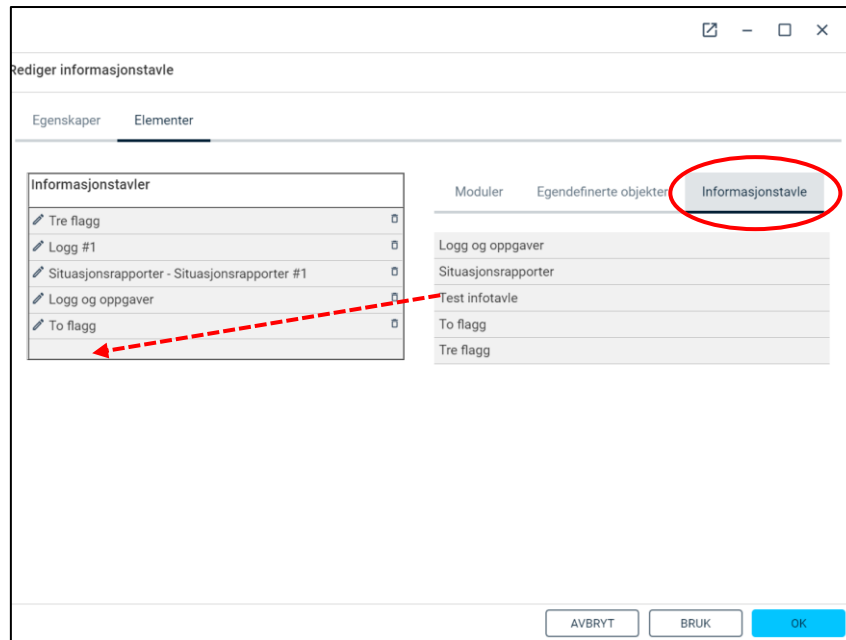 Rediger informasjonstavle
Egenskaper Elementer
Informasjonstavler
Tre flagg
Logg #1
Situasjonsrapporter - Situasjonsrapporter #1
Logg og oppgaver
To flagg
Moduler Egendefinerte objekter Informasjonstavle
Logg og oppgaver
Situasjonsrapporter
Test infotavle
To flagg
Tre flagg
AVBRYT BRUK OK